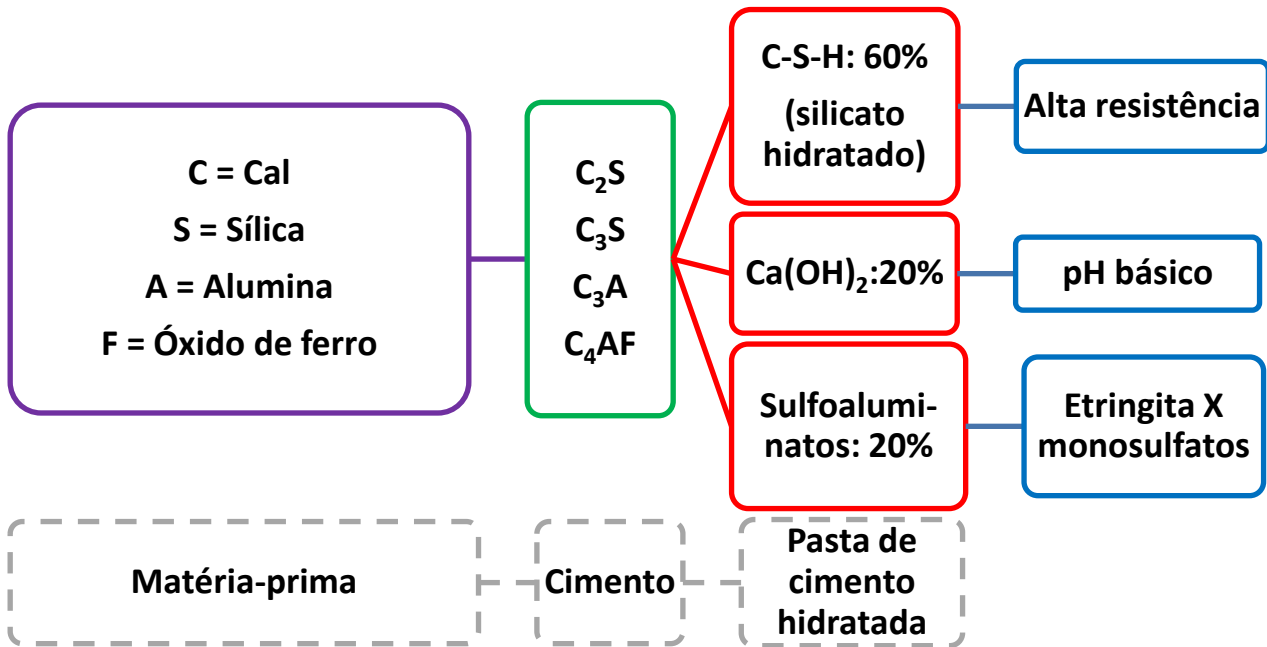 C = Cal
S = Sílica
A = Alumina
F = Óxido de ferro
C₂S
C₃S
C₃A
C₄AF
C-S-H: 60%
(silicato
hidratado)
Alta resistência
Ca(OH)₂:20%
pH básico
Sulfoalumi-
natos: 20%
Etringita X
monosulfatos
Matéria-prima
Cimento
Pasta de
cimento
hidratada